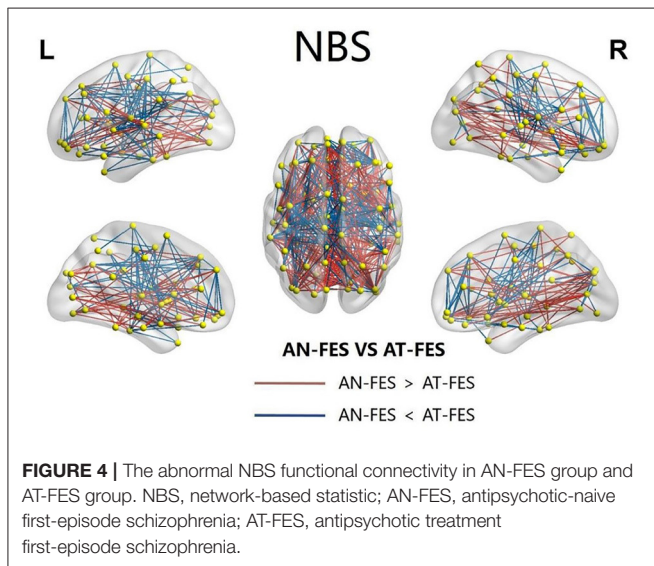 L
NBS
R
AN-FES VS AT-FES
AN-FES > AT-FES
AN-FES < AT-FES
FIGURE 4 | The abnormal NBS functional connectivity in AN-FES group and
AT-FES group. NBS, network-based statistic; AN-FES, antipsychotic-naive
first-episode schizophrenia; AT-FES, antipsychotic treatment
first-episode schizophrenia.